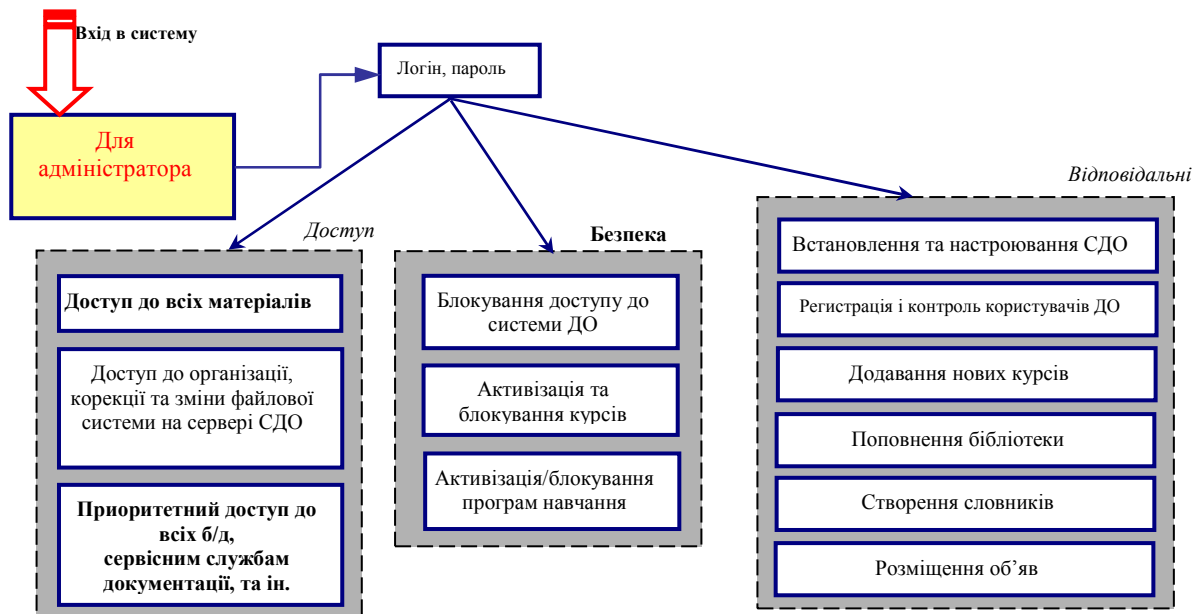 Вхід в систему
Логін, пароль
Для
адміністратора
Відповідальні
Доступ
Безпека
Доступ до всіх матеріалів
Доступ до організації,
корекції та зміни файлової
системи на сервері СДО
Приоритетний доступ до
всіх б/д,
сервісним службам
документації, та ін.
Блокування доступу до
системи ДО
Активізація та
блокування курсів
Активізація/блокування
програм навчання
Встановлення та настроювання СДО
Регистрація і контроль користувачів ДО
Додавання нових курсів
Поповнення бібліотеки
Створення словників
Розміщення об’яв